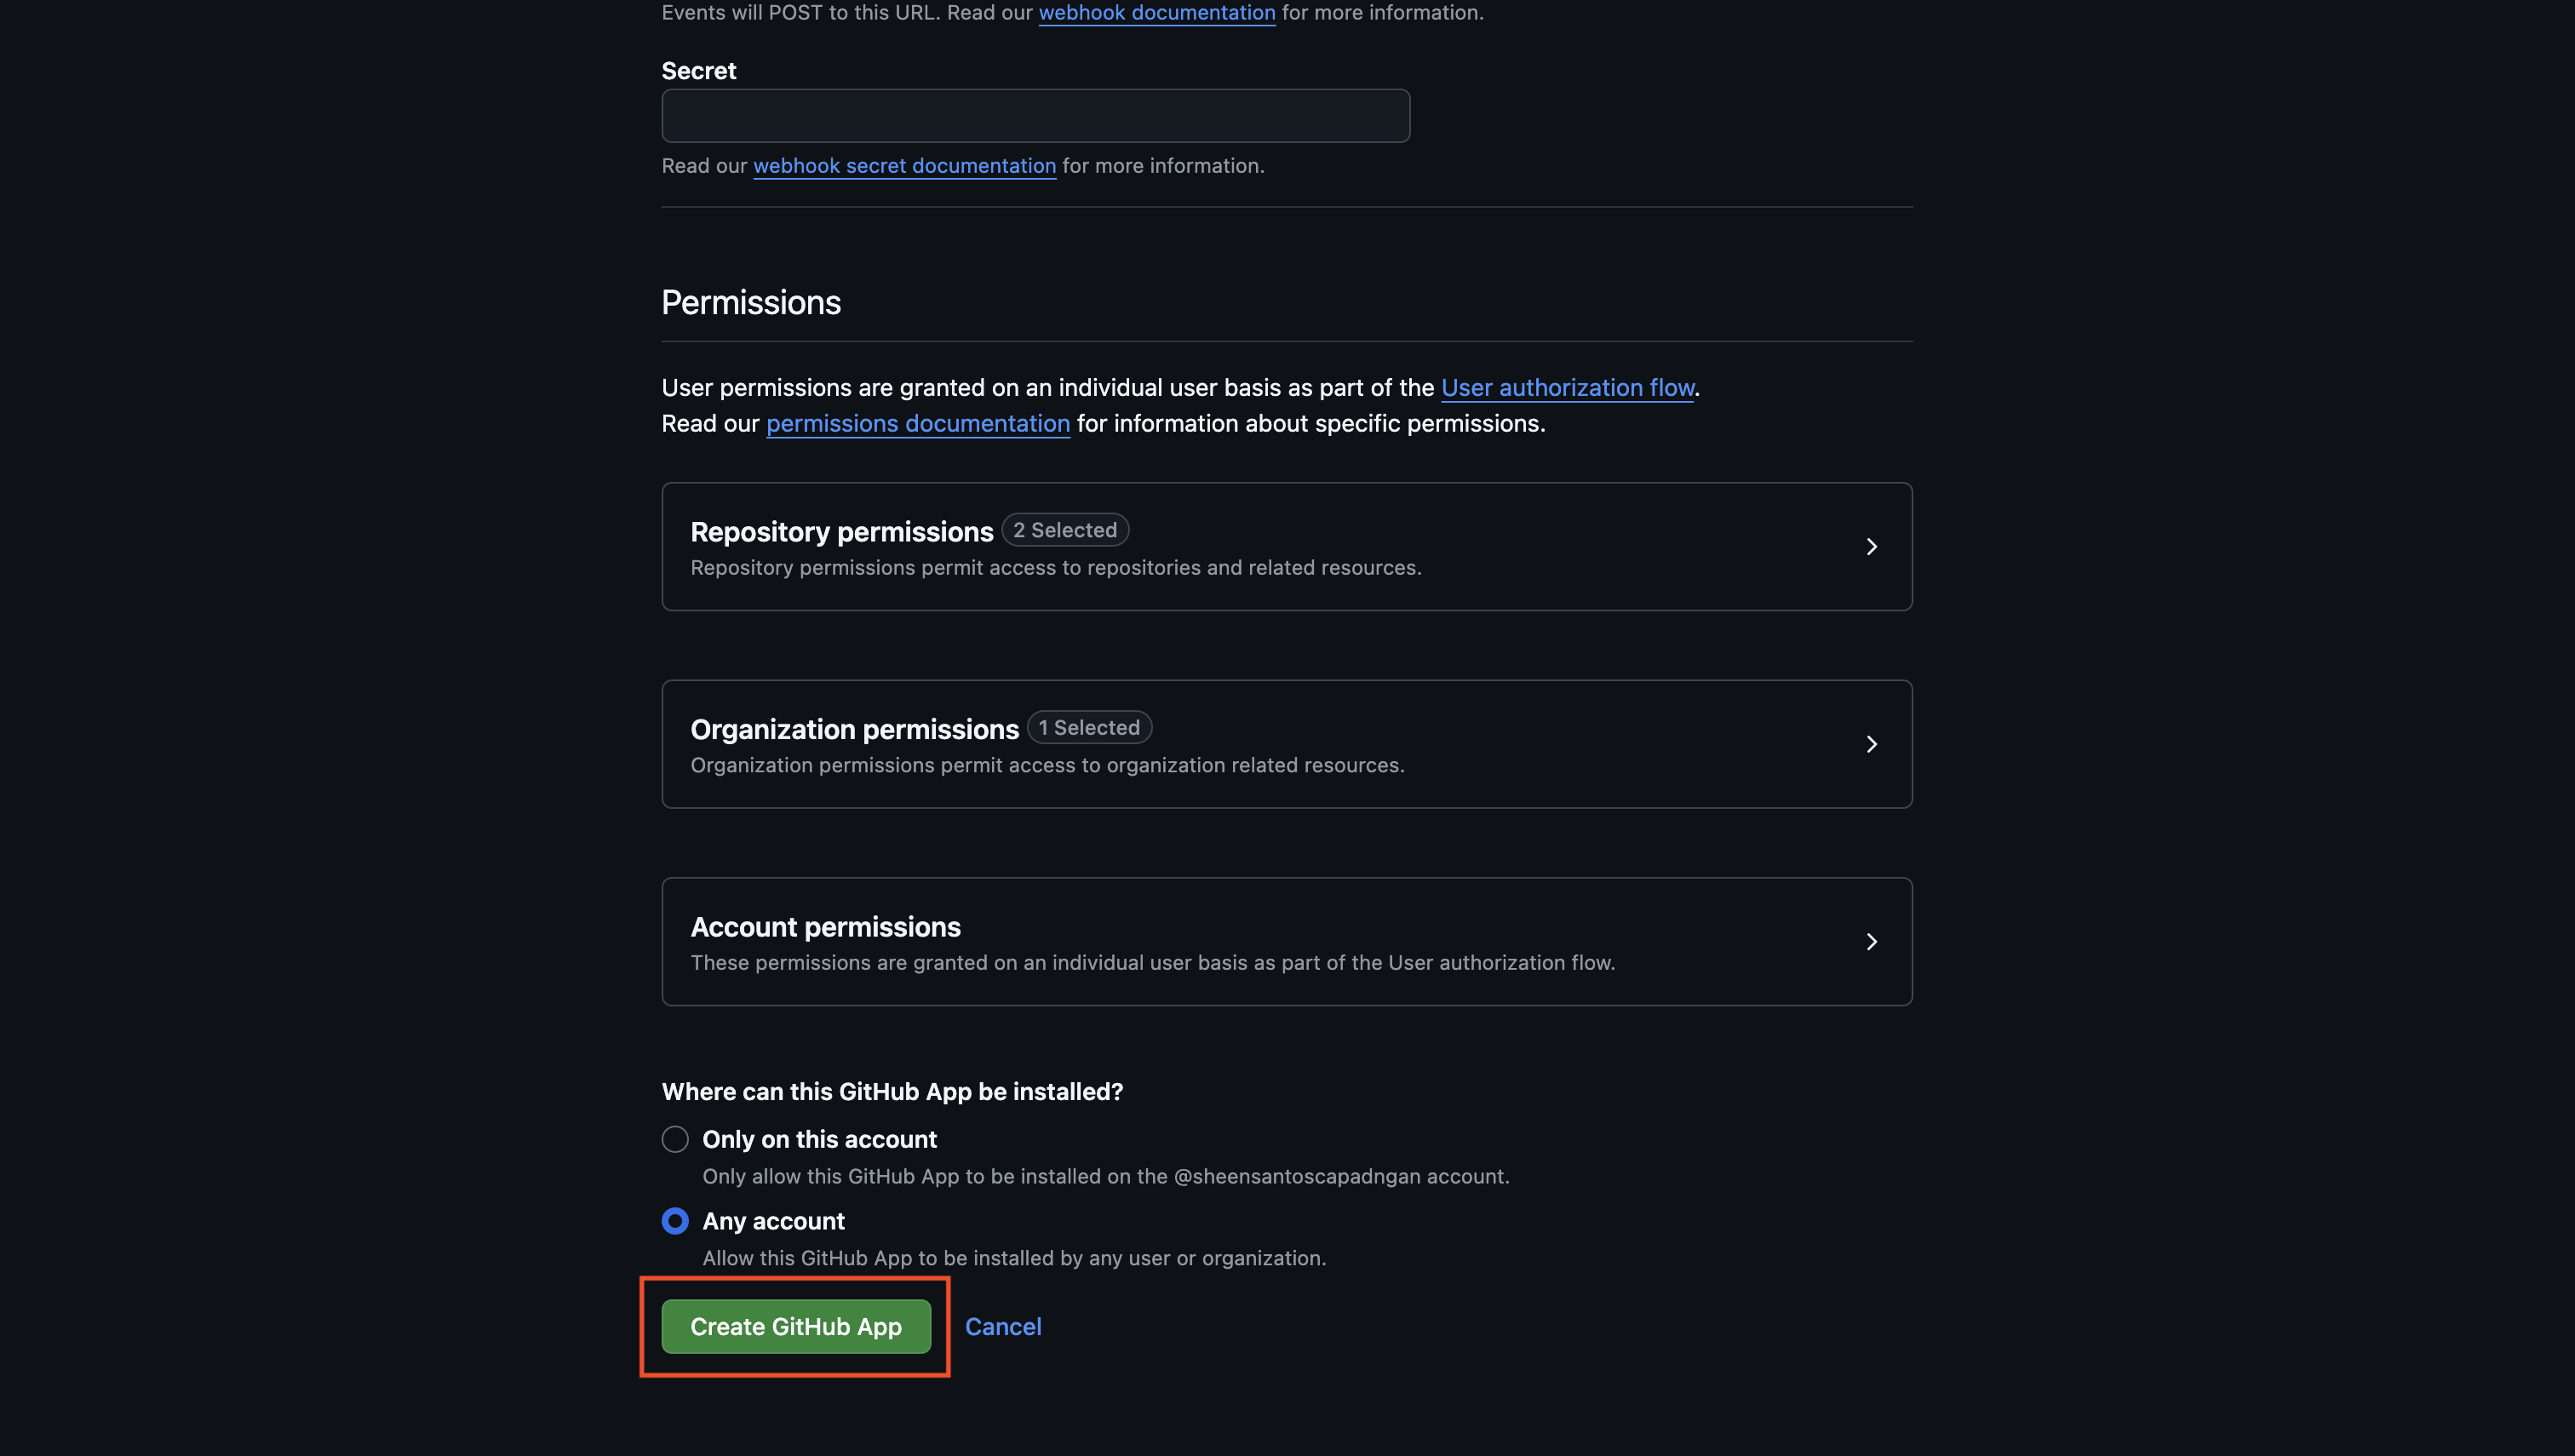 Events will POST to this URL. Read our webhook documentation for more information.
Secret
Read our webhook secret documentation for more information.
Permissions
User permissions are granted on an individual user basis as part of the User authorization flow.
Read our permissions documentation for information about specific permissions.
Repository permissions 2 Selected
Repository permissions permit access to repositories and related resources.
Organization permissions 1 Selected
Organization permissions permit access to organization related resources.
Account permissions
These permissions are granted on an individual user basis as part of the User authorization flow.
Where can this GitHub App be installed?
Only on this account
Only allow this GitHub App to be installed on the @sheensantoscapadngan account.
Any account
Allow this GitHub App to be installed by any user or organization.
Create GitHub App Cancel